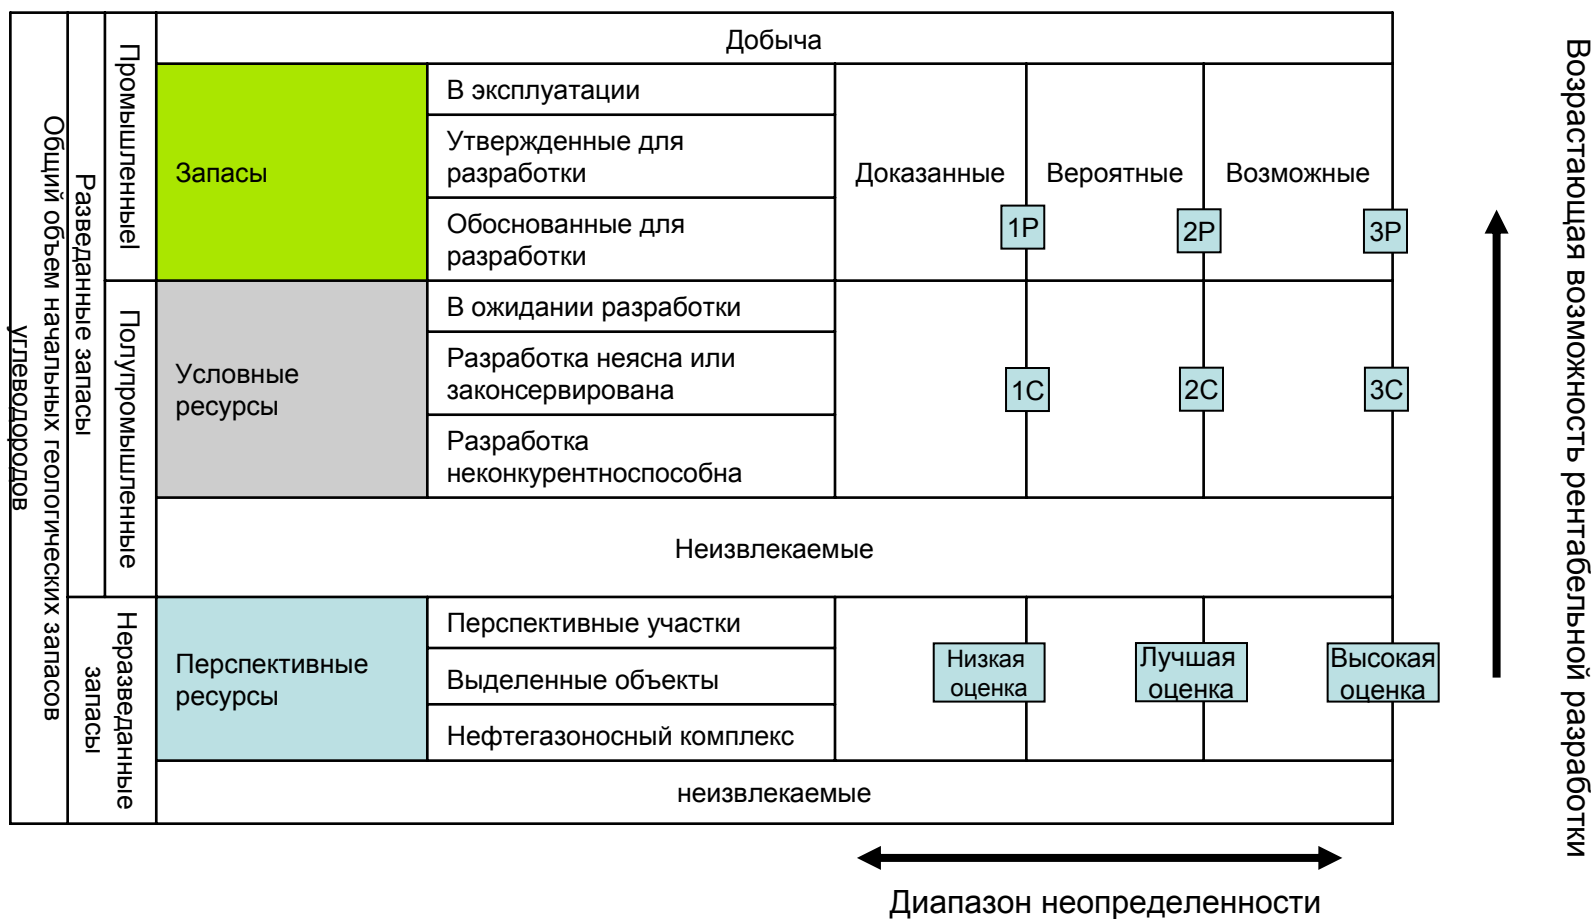 Общий объем начальных геологических запасов
углеводородов
Разведанные запасы
Промышленныеl
Добыча
Запасы
В эксплуатации
Утвержденные для
разработки
Обоснованные для
разработки
Доказанные
Вероятные
Возможные
1P
2P
3P
Полупромышленные
Условные
ресурсы
В ожидании разработки
Разработка неясна или
законсервирована
Разработка
неконкурентноспособна
1C
2C
3C
Неизвлекаемые
Неразведанные
запасы
Перспективные
ресурсы
Перспективные участки
Выделенные объекты
Нефтегазоносный комплекс
Низкая
оценка
Лучшая
оценка
Высокая
оценка
неизвлекаемые
Диапазон неопределенности
Возрастающая возможность рентабельной разработки